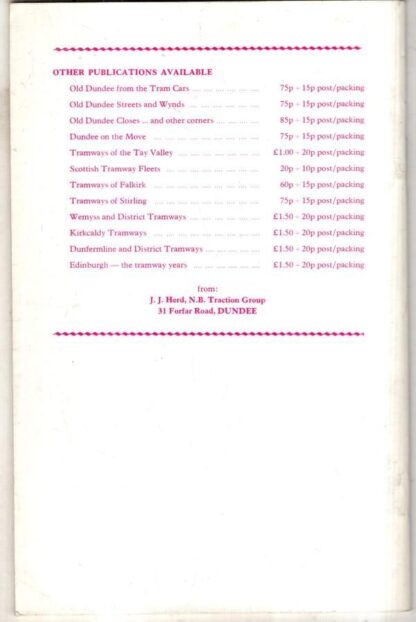 OTHER PUBLICATIONS AVAILABLE
Old Dundee from the Tram Cars ... ... ... ... ... ... 75p + 15p post/packing
Old Dundee Streets and Wynds ... ... ... ... ... ... 75p + 15p post/packing
Old Dundee Closes ... and other corners ... ... ... ... 85p + 15p post/packing
Dundee on the Move ... ... ... ... ... ... ... ... ... 75p + 15p post/packing
Tramways of the Tay Valley ... ... ... ... ... ... ... £1.00 + 20p post/packing
Scottish Tramway Fleets ... ... ... ... ... ... ... ... 20p + 10p post/packing
Tramways of Falkirk ... ... ... ... ... ... ... ... ... 60p + 15p post/packing
Tramways of Stirling ... ... ... ... ... ... ... ... ... 75p + 15p post/packing
Wemyss and District Tramways ... ... ... ... ... ... £1.50 + 20p post/packing
Kirkcaldy Tramways ... ... ... ... ... ... ... ... ... £1.50 + 20p post/packing
Dunfermline and District Tramways ... ... ... ... ... £1.50 + 20p post/packing
Edinburgh — the tramway years ... ... ... ... ... ... £1.50 + 20p post/packing
from:
J. J. Herd, N.B. Traction Group
31 Forfar Road, DUNDEE